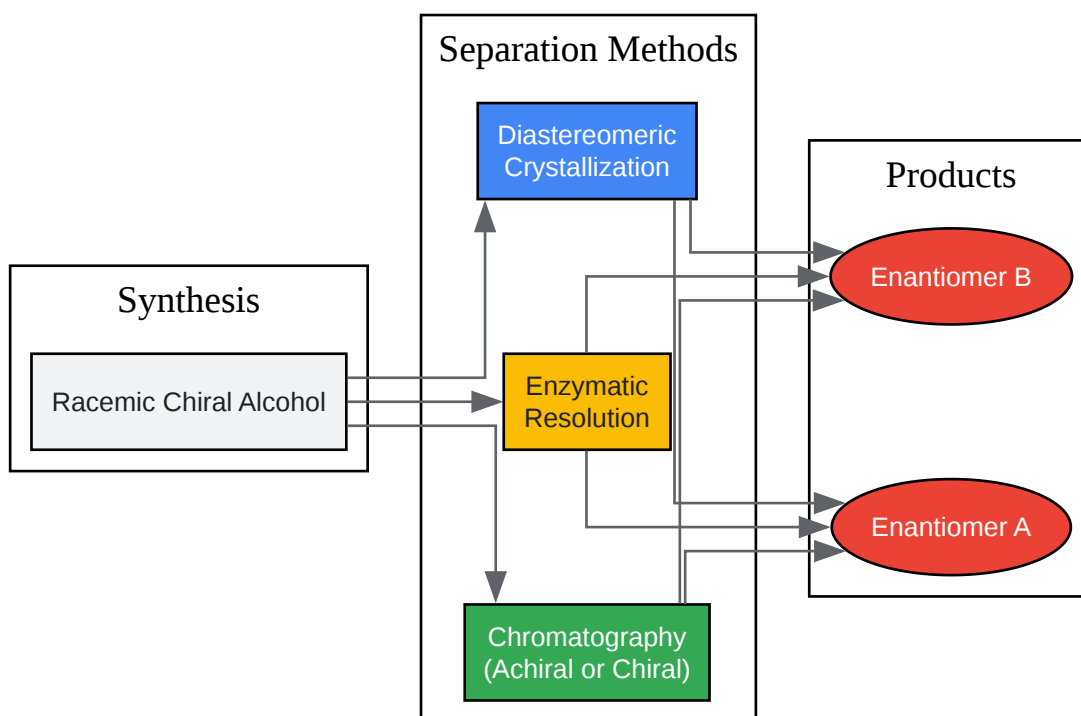 Synthesis
Racemic Chiral Alcohol
Separation Methods
Diastereomeric
Crystallization
Enzymatic
Resolution
Chromatography
(Achiral or Chiral)
Products
Enantiomer B
Enantiomer A